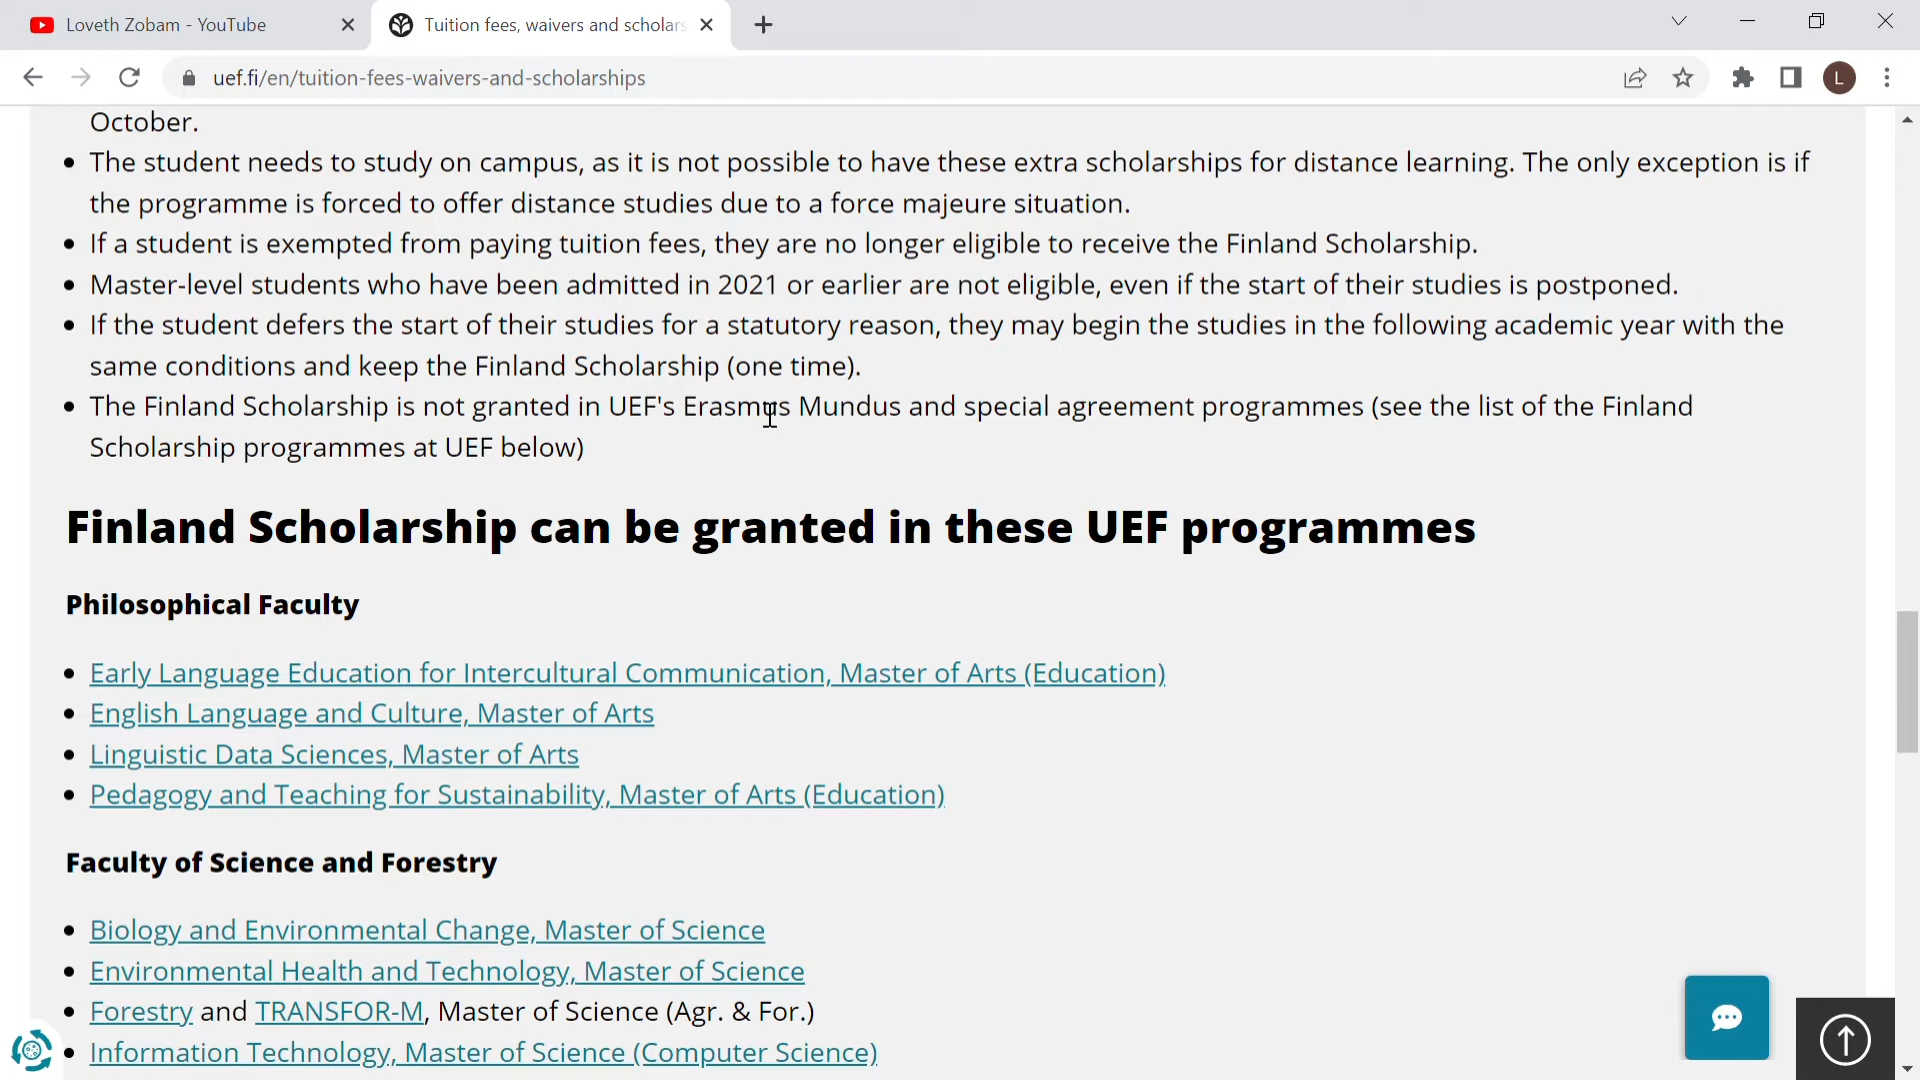 Loveth Zobam - YouTube
Tuition fees, waivers and scholars
uef.fi/en/tuition-fees-waivers-and-scholarships
L
October.
The student needs to study on campus, as it is not possible to have these extra scholarships for distance learning. The only exception is if
the programme is forced to offer distance studies due to a force majeure situation.
If a student is exempted from paying tuition fees, they are no longer eligible to receive the Finland Scholarship.
Master-level students who have been admitted in 2021 or earlier are not eligible, even if the start of their studies is postponed.
If the student defers the start of their studies for a statutory reason, they may begin the studies in the following academic year with the
same conditions and keep the Finland Scholarship (one time).
The Finland Scholarship is not granted in UEF's Erasmus Mundus and special agreement programmes (see the list of the Finland
Scholarship programmes at UEF below)
Finland Scholarship can be granted in these UEF programmes
Philosophical Faculty
Early Language Education for Intercultural Communication, Master of Arts (Education)
English Language and Culture, Master of Arts
Linguistic Data Sciences, Master of Arts
Pedagogy and Teaching for Sustainability, Master of Arts (Education)
Faculty of Science and Forestry
Biology and Environmental Change, Master of Science
Environmental Health and Technology, Master of Science
Forestry and TRANSFOR-M, Master of Science (Agr. & For.)
Information Technology, Master of Science (Computer Science)